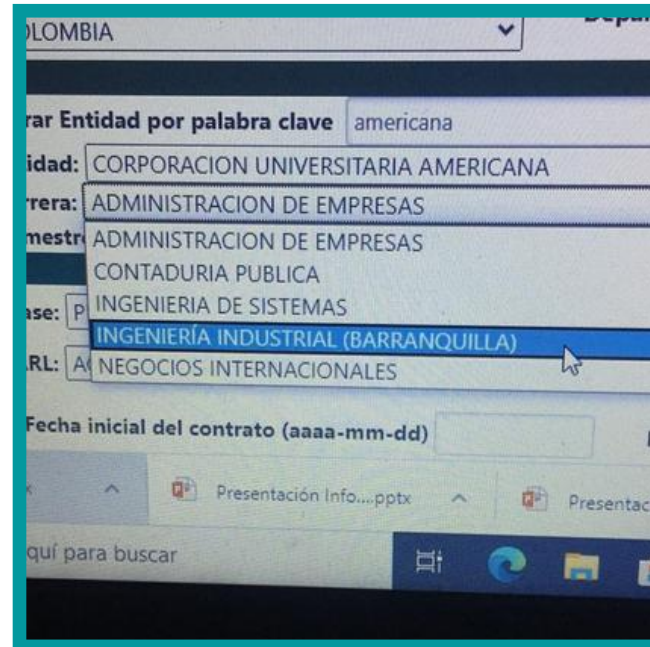 OLOMBIA
rar Entidad por palabra clave americana
idad: CORPORACION UNIVERSITARIA AMERICANA
rrera: ADMINISTRACION DE EMPRESAS
mestr ADMINISTRACION DE EMPRESAS
CONTADURIA PUBLICA
INGENIERIA DE SISTEMAS
ase: P
INGENIERÍA INDUSTRIAL (BARRANQUILLA)
RL: A NEGOCIOS INTERNACIONALES
Fecha inicial del contrato (aaaa-mm-dd)
Presentación Info....pptx Presentac
quí para buscar